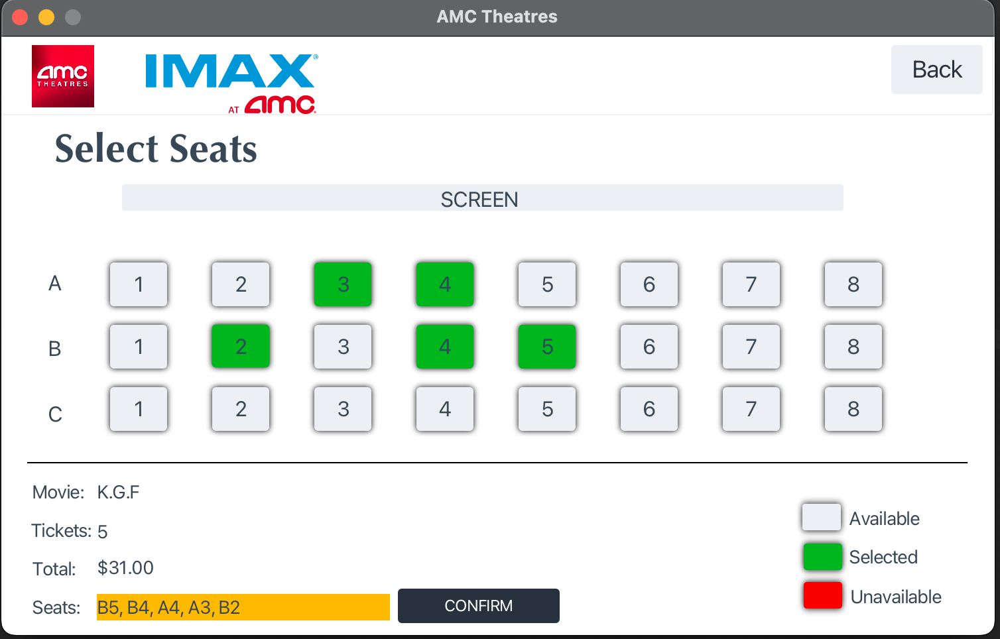 AMC Theatres
amc
THEATRES
IMAX®
AT amc
Back
Select Seats
SCREEN
A 1 2 3 4 5 6 7 8
B 1 2 3 4 5 6 7 8
C 1 2 3 4 5 6 7 8
Movie: K.G.F
Tickets: 5
Total: $31.00
Seats: B5, B4, A4, A3, B2
CONFIRM
Available
Selected
Unavailable